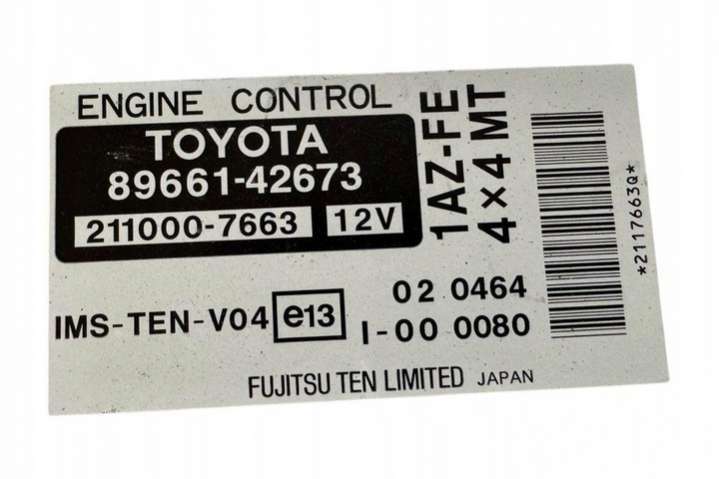 ENGINE CONTROL
TOYOTA
89661-42673
211000-7663 12V
1AZ-FE
4×4 MT
*2117663Q*
IMS-TEN-V04 e13
02 0464
I-00 0080
FUJITSU TEN LIMITED JAPAN